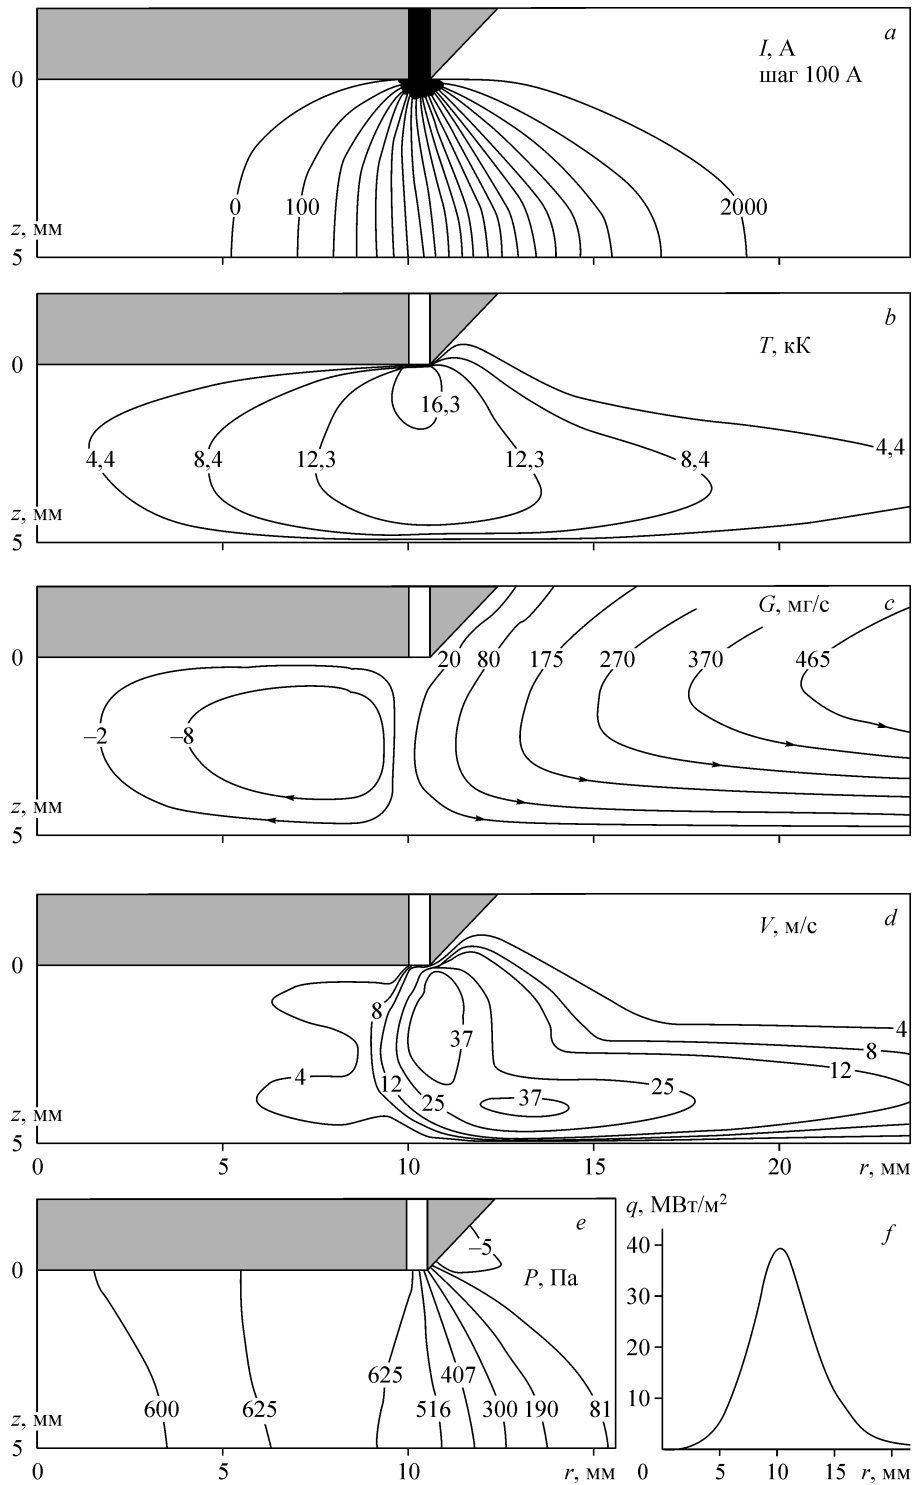 a
I, А
шаг 100 А
0
0 100 2000
z, мм
5
b
T, кК
0
16,3
4,4 8,4 12,3 12,3 8,4 4,4
z, мм
5
G, мг/с c
0
20 80 175 270 370 465
–2 –8
z, мм
5
d
V, м/с
0
8
4
37
8
12
4 12 25 37 25
z, мм
5
0 5 10 15 20 r, мм
e
–5
0
P, Па
625 407
600 625 516 300 190 81
z, мм
5
0 5 10 r, мм
q, МВт/м²
f
40
30
20
10
0 5 10 15 r, мм